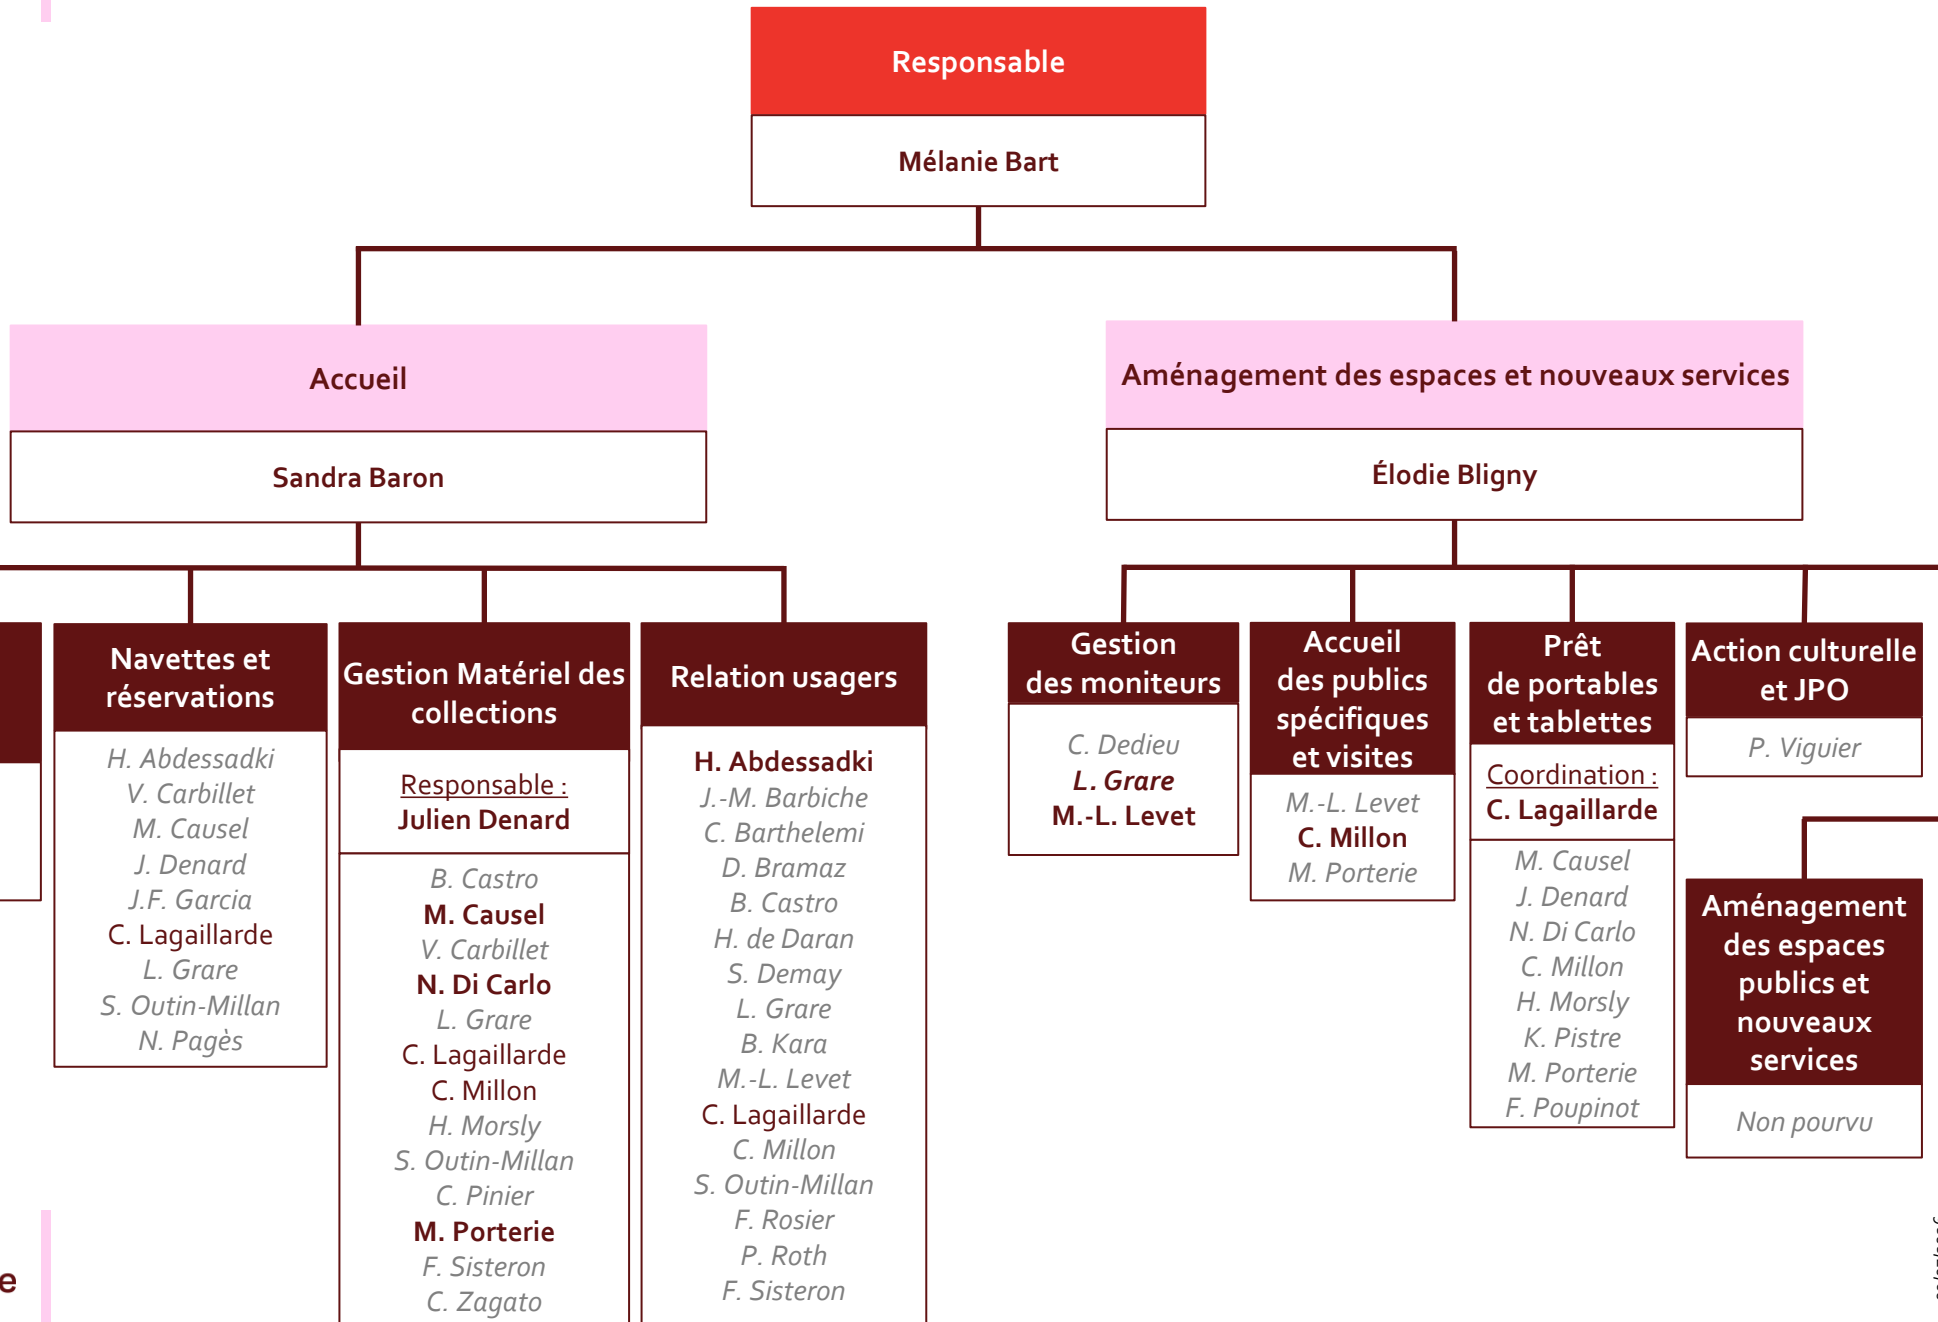 Responsable
Mélanie Bart
Accueil
Sandra Baron
Aménagement des espaces et nouveaux services
Élodie Bligny
Navettes et
réservations
H. Abdessadki
V. Carbillet
M. Causel
J. Denard
J.F. Garcia
C. Lagaillarde
L. Grare
S. Outin-Millan
N. Pagès
Gestion Matériel des
collections
Responsable :
Julien Denard
B. Castro
M. Causel
V. Carbillet
N. Di Carlo
L. Grare
C. Lagaillarde
C. Millon
H. Morsly
S. Outin-Millan
C. Pinier
M. Porterie
F. Sisteron
C. Zagato
Relation usagers
H. Abdessadki
J.-M. Barbiche
C. Barthelemi
D. Bramaz
B. Castro
H. de Daran
S. Demay
L. Grare
B. Kara
M.-L. Levet
C. Lagaillarde
C. Millon
S. Outin-Millan
F. Rosier
P. Roth
F. Sisteron
Gestion
des moniteurs
C. Dedieu
L. Grare
M.-L. Levet
Accueil
des publics
spécifiques
et visites
M.-L. Levet
C. Millon
M. Porterie
Prêt
de portables
et tablettes
Coordination :
C. Lagaillarde
M. Causel
J. Denard
N. Di Carlo
C. Millon
H. Morsly
K. Pistre
M. Porterie
F. Poupinot
Action culturelle
et JPO
P. Viguier
Aménagement
des espaces
publics et
nouveaux
services
Non pourvu
e